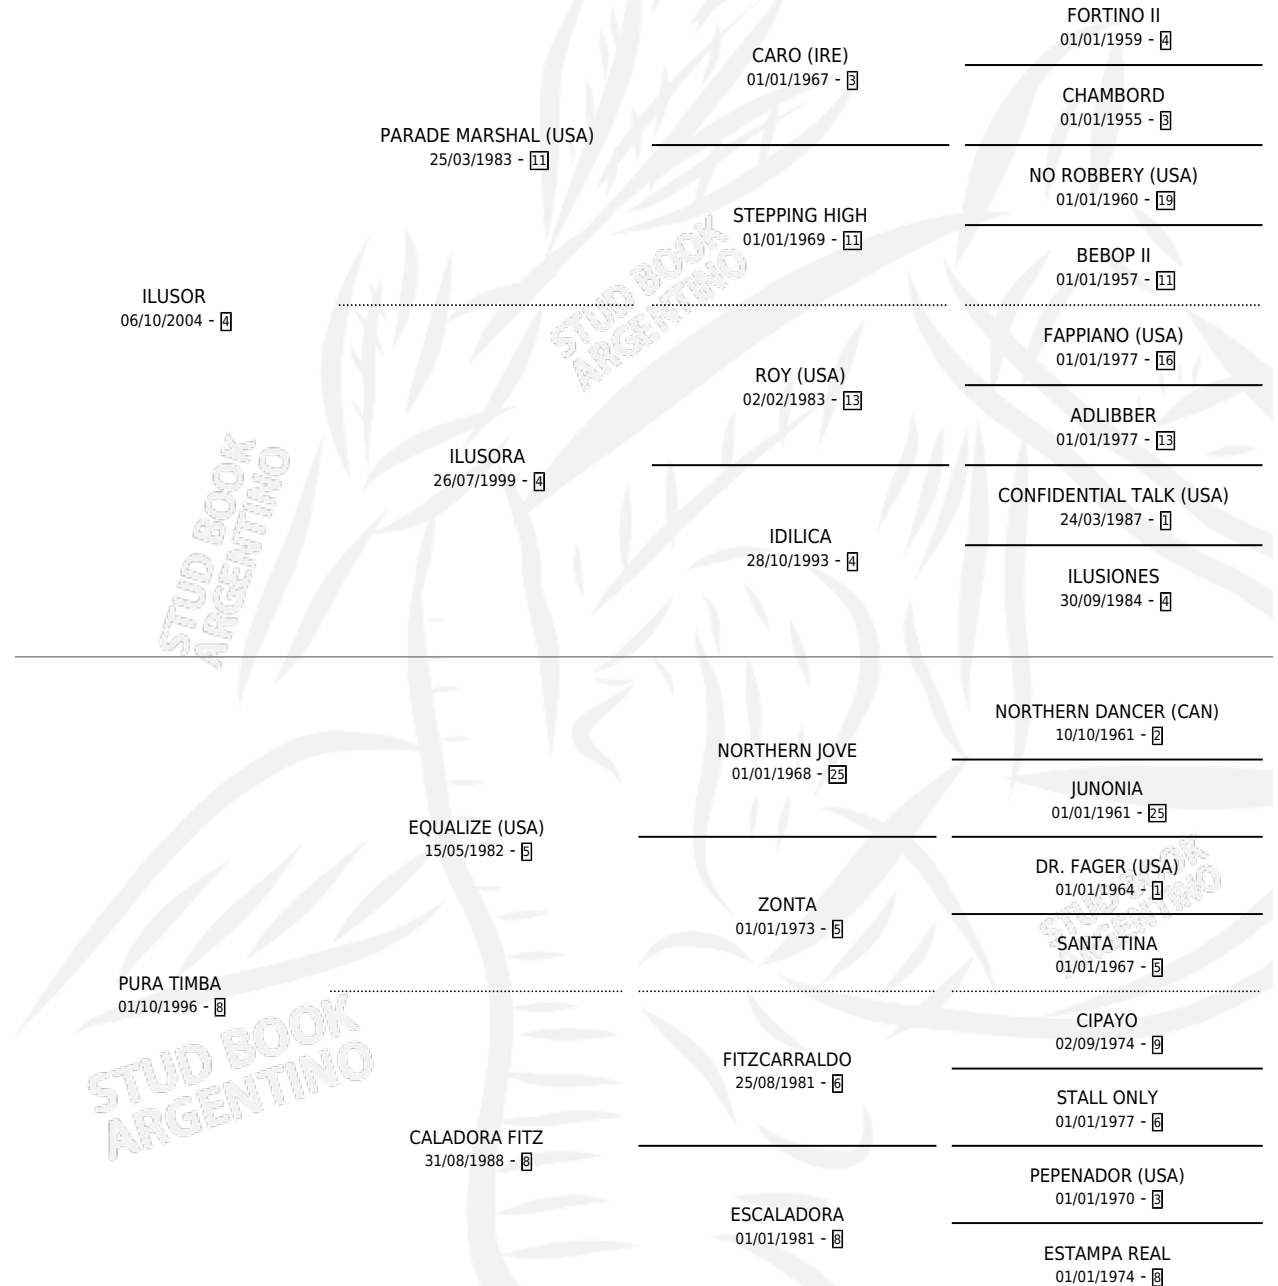 FORTINO II
01/01/1959 - 4
CARO (IRE)
01/01/1967 - 3
CHAMBORD
01/01/1955 - 3
PARADE MARSHAL (USA)
25/03/1983 - 11
NO ROBBERY (USA)
01/01/1960 - 19
STEPPING HIGH
01/01/1969 - 11
BEBOP II
01/01/1957 - 11
ILUSOR
06/10/2004 - 4
STUD BOOK
ARGENTINO
FAPPIANO (USA)
01/01/1977 - 16
ROY (USA)
02/02/1983 - 13
ADLIBBER
01/01/1977 - 13
ILUSORA
26/07/1999 - 4
CONFIDENTIAL TALK (USA)
24/03/1987 - 1
IDILICA
28/10/1993 - 4
ILUSIONES
30/09/1984 - 4
STUD BOOK
ARGENTINO
NORTHERN DANCER (CAN)
10/10/1961 - 2
NORTHERN JOVE
01/01/1968 - 25
JUNONIA
01/01/1961 - 25
EQUALIZE (USA)
15/05/1982 - 5
DR. FAGER (USA)
01/01/1964 - 1
ZONTA
01/01/1973 - 5
STUD BOOK
ARGENTINO
SANTA TINA
01/01/1967 - 5
PURA TIMBA
01/10/1996 - 8
CIPAYO
02/09/1974 - 9
FITZCARRALDO
25/08/1981 - 6
STALL ONLY
01/01/1977 - 6
STUD BOOK
ARGENTINO
CALADORA FITZ
31/08/1988 - 8
PEPENADOR (USA)
01/01/1970 - 3
ESCALADORA
01/01/1981 - 8
ESTAMPA REAL
01/01/1974 - 8